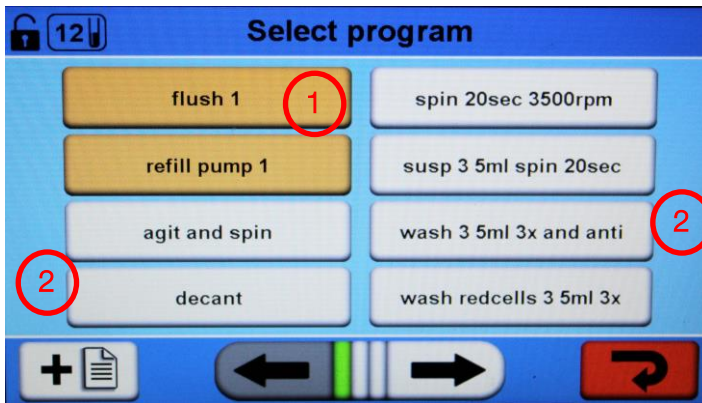 12
Select program
flush 1
1
spin 20sec 3500rpm
refill pump 1
susp 3 5ml spin 20sec
agit and spin
wash 3 5ml 3x and anti
2
2
decant
wash redcells 3 5ml 3x